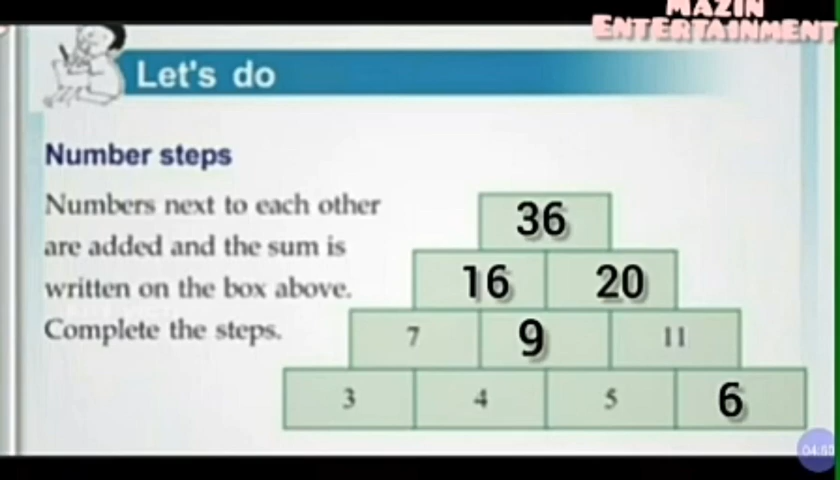 MAZIN
ENTERTAINMENT
Let's do
Number steps
Numbers next to each other
are added and the sum is
written on the box above.
Complete the steps.
36
16 20
7 9 11
3 4 5 6